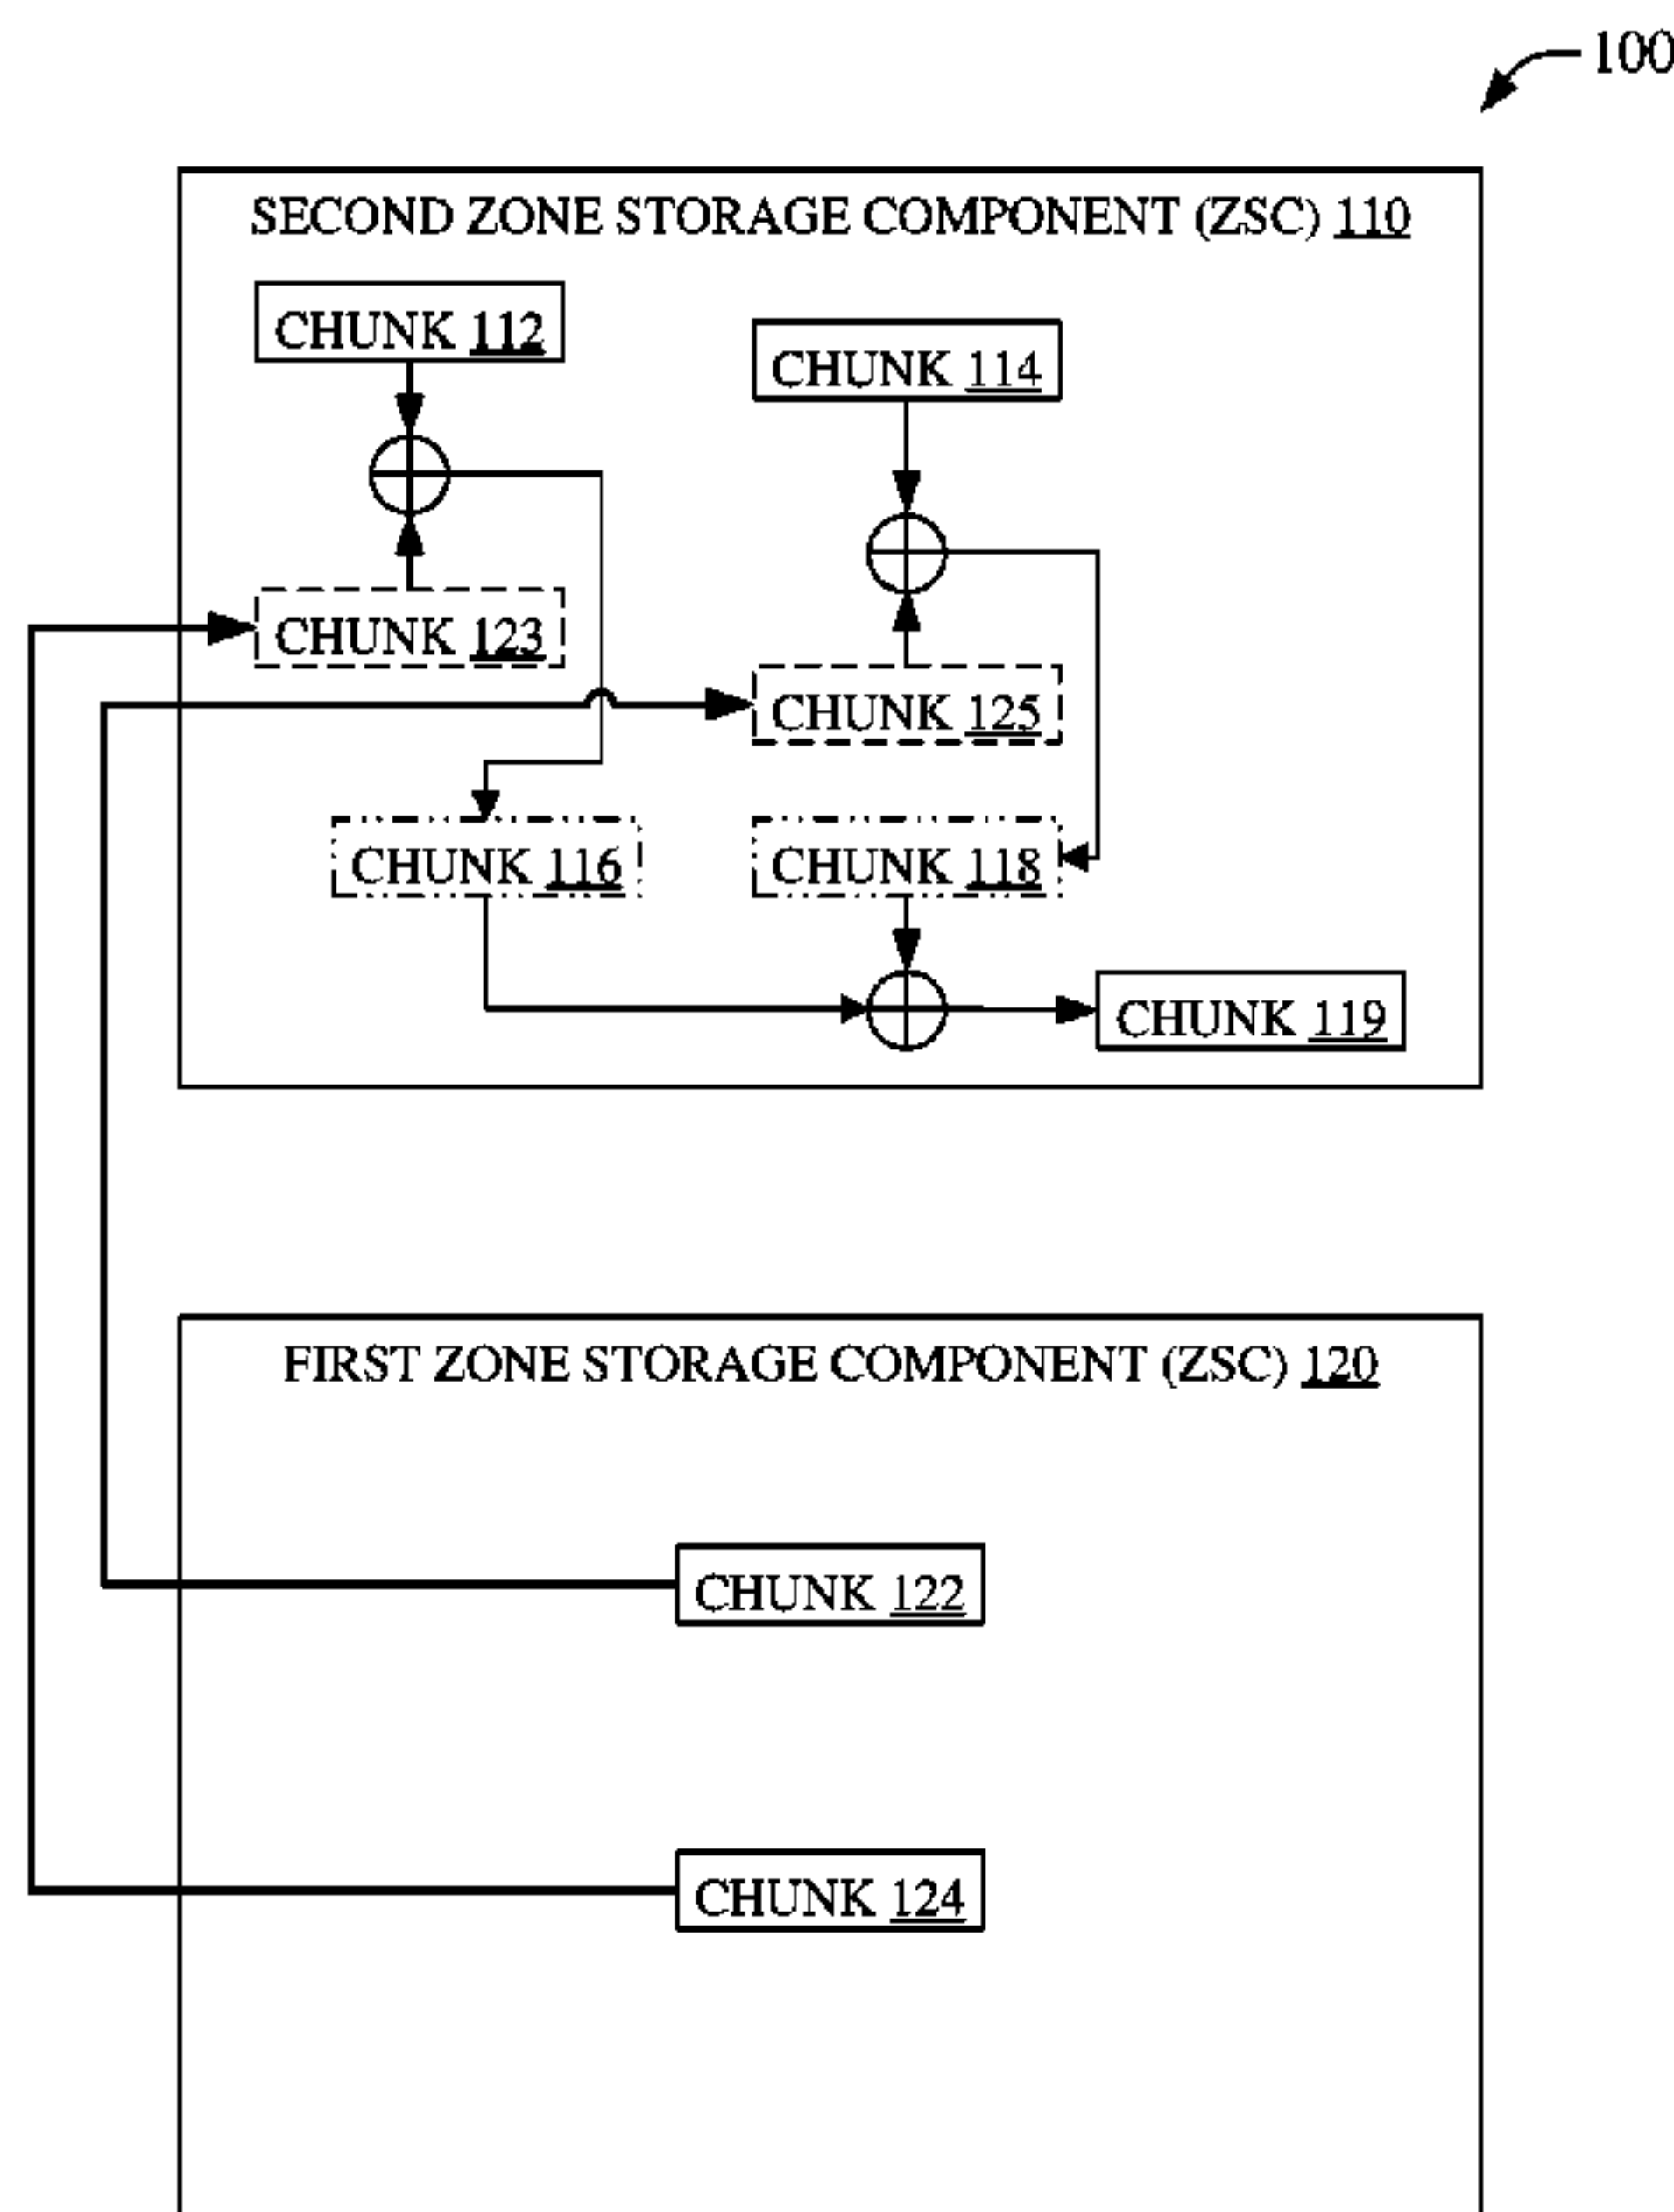 100
SECOND ZONE STORAGE COMPONENT (ZSC) 110
CHUNK 112
CHUNK 114
CHUNK 123
CHUNK 125
CHUNK 116
CHUNK 118
CHUNK 119
FIRST ZONE STORAGE COMPONENT (ZSC) 120
CHUNK 122
CHUNK 124